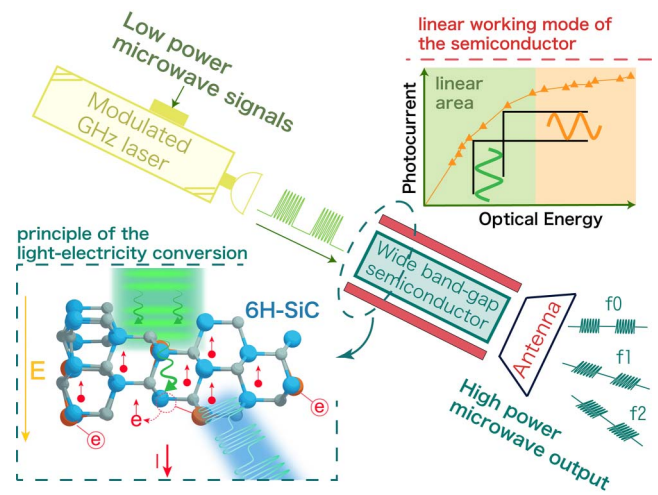 linear working mode of
the semiconductor
Low power
microwave signals
Modulated
GHz laser
Photocurrent
linear
area
Optical Energy
principle of the
light-electricity conversion
Wide band-gap
semiconductor
6H-SiC
E
e
e
e
I
Antenna
f0
f1
f2
High power
microwave output